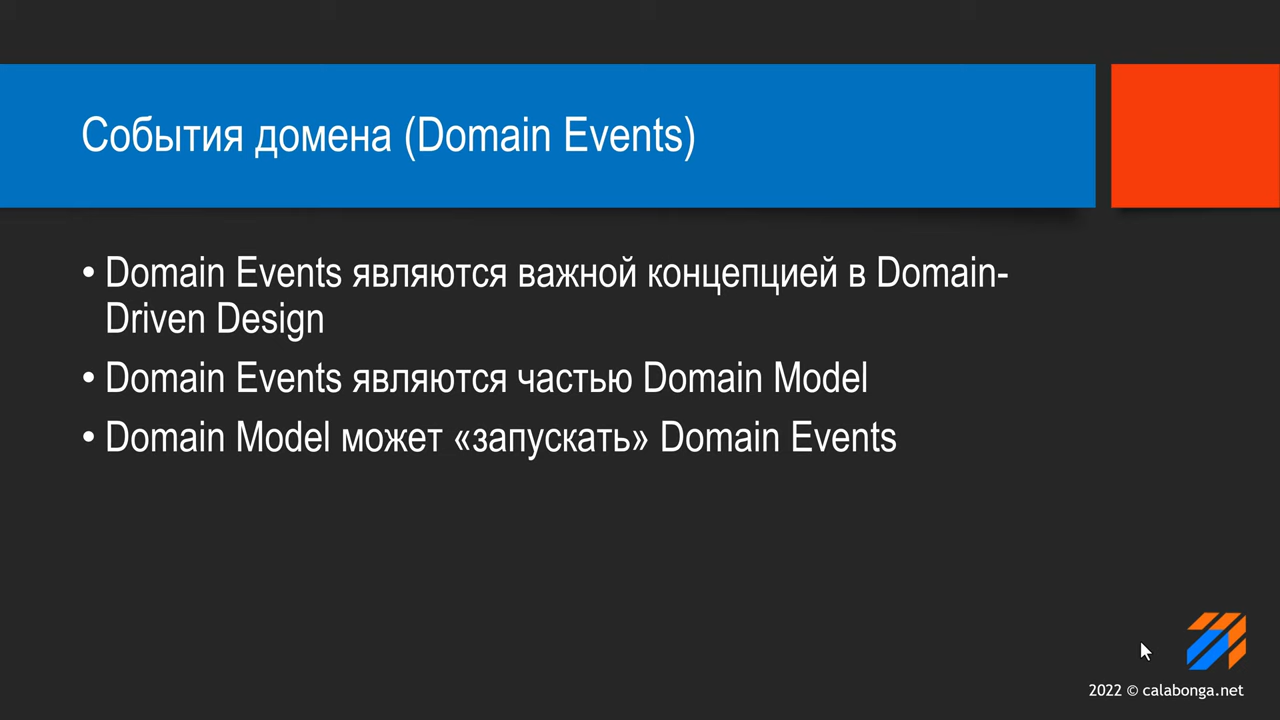 События домена (Domain Events)
• Domain Events являются важной концепцией в Domain-
Driven Design
• Domain Events являются частью Domain Model
• Domain Model может «запускать» Domain Events
2022 © calabonga.net